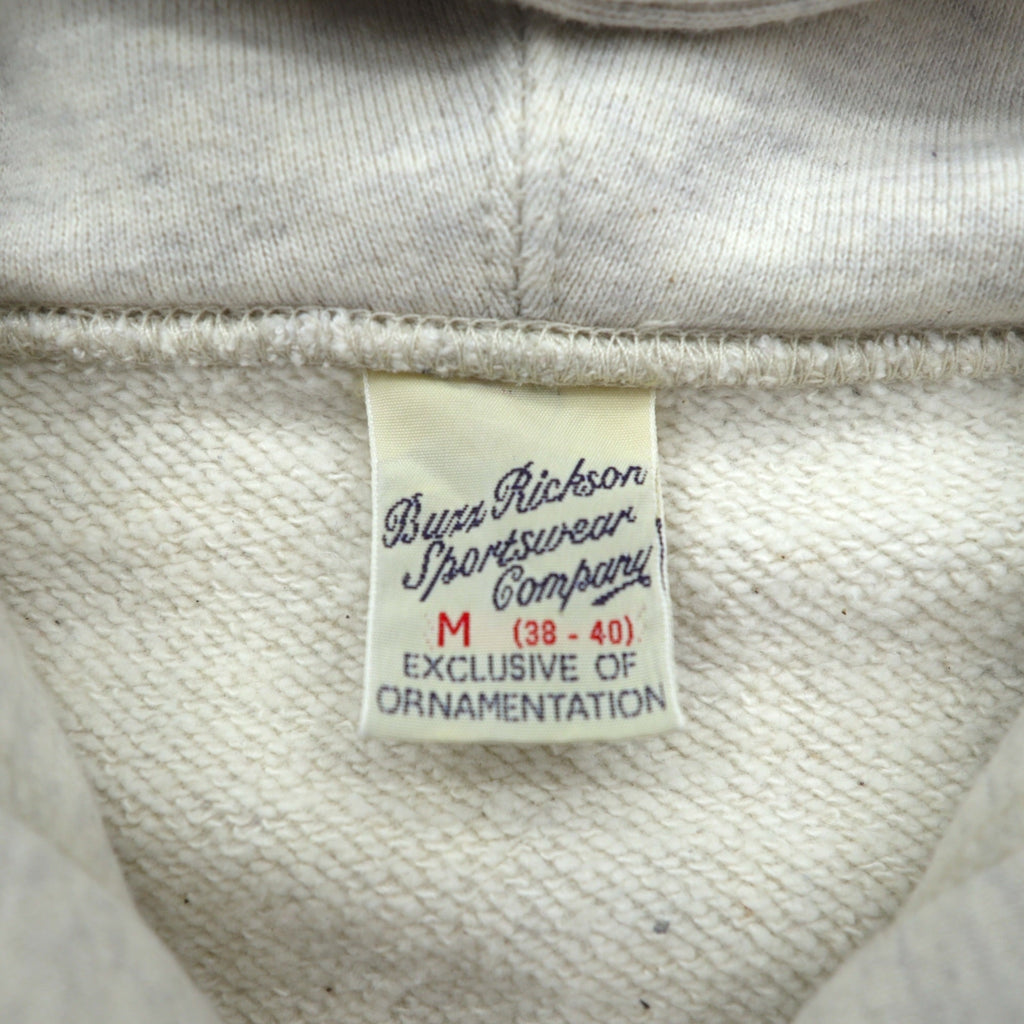 Buzz Rickson
Sportswear
Company
M (38 - 40)
EXCLUSIVE OF
ORNAMENTATION